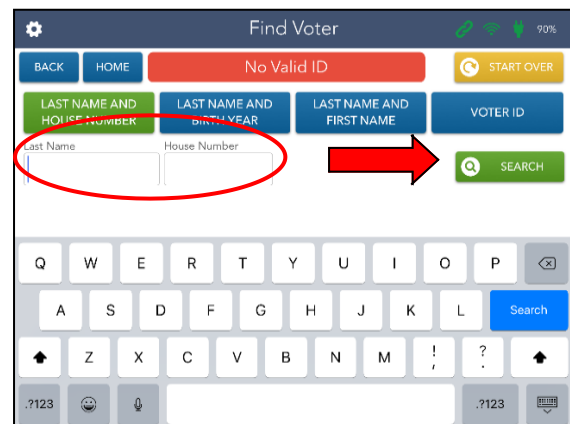 Find Voter
90%
BACK
HOME
No Valid ID
START OVER
LAST NAME AND
HOUSE NUMBER
LAST NAME AND
BIRTH YEAR
LAST NAME AND
FIRST NAME
VOTER ID
Last Name
House Number
SEARCH
Q W E R T Y U I O P
A S D F G H J K L Search
Z X C V B N M ! , ? .
.?123
.?123